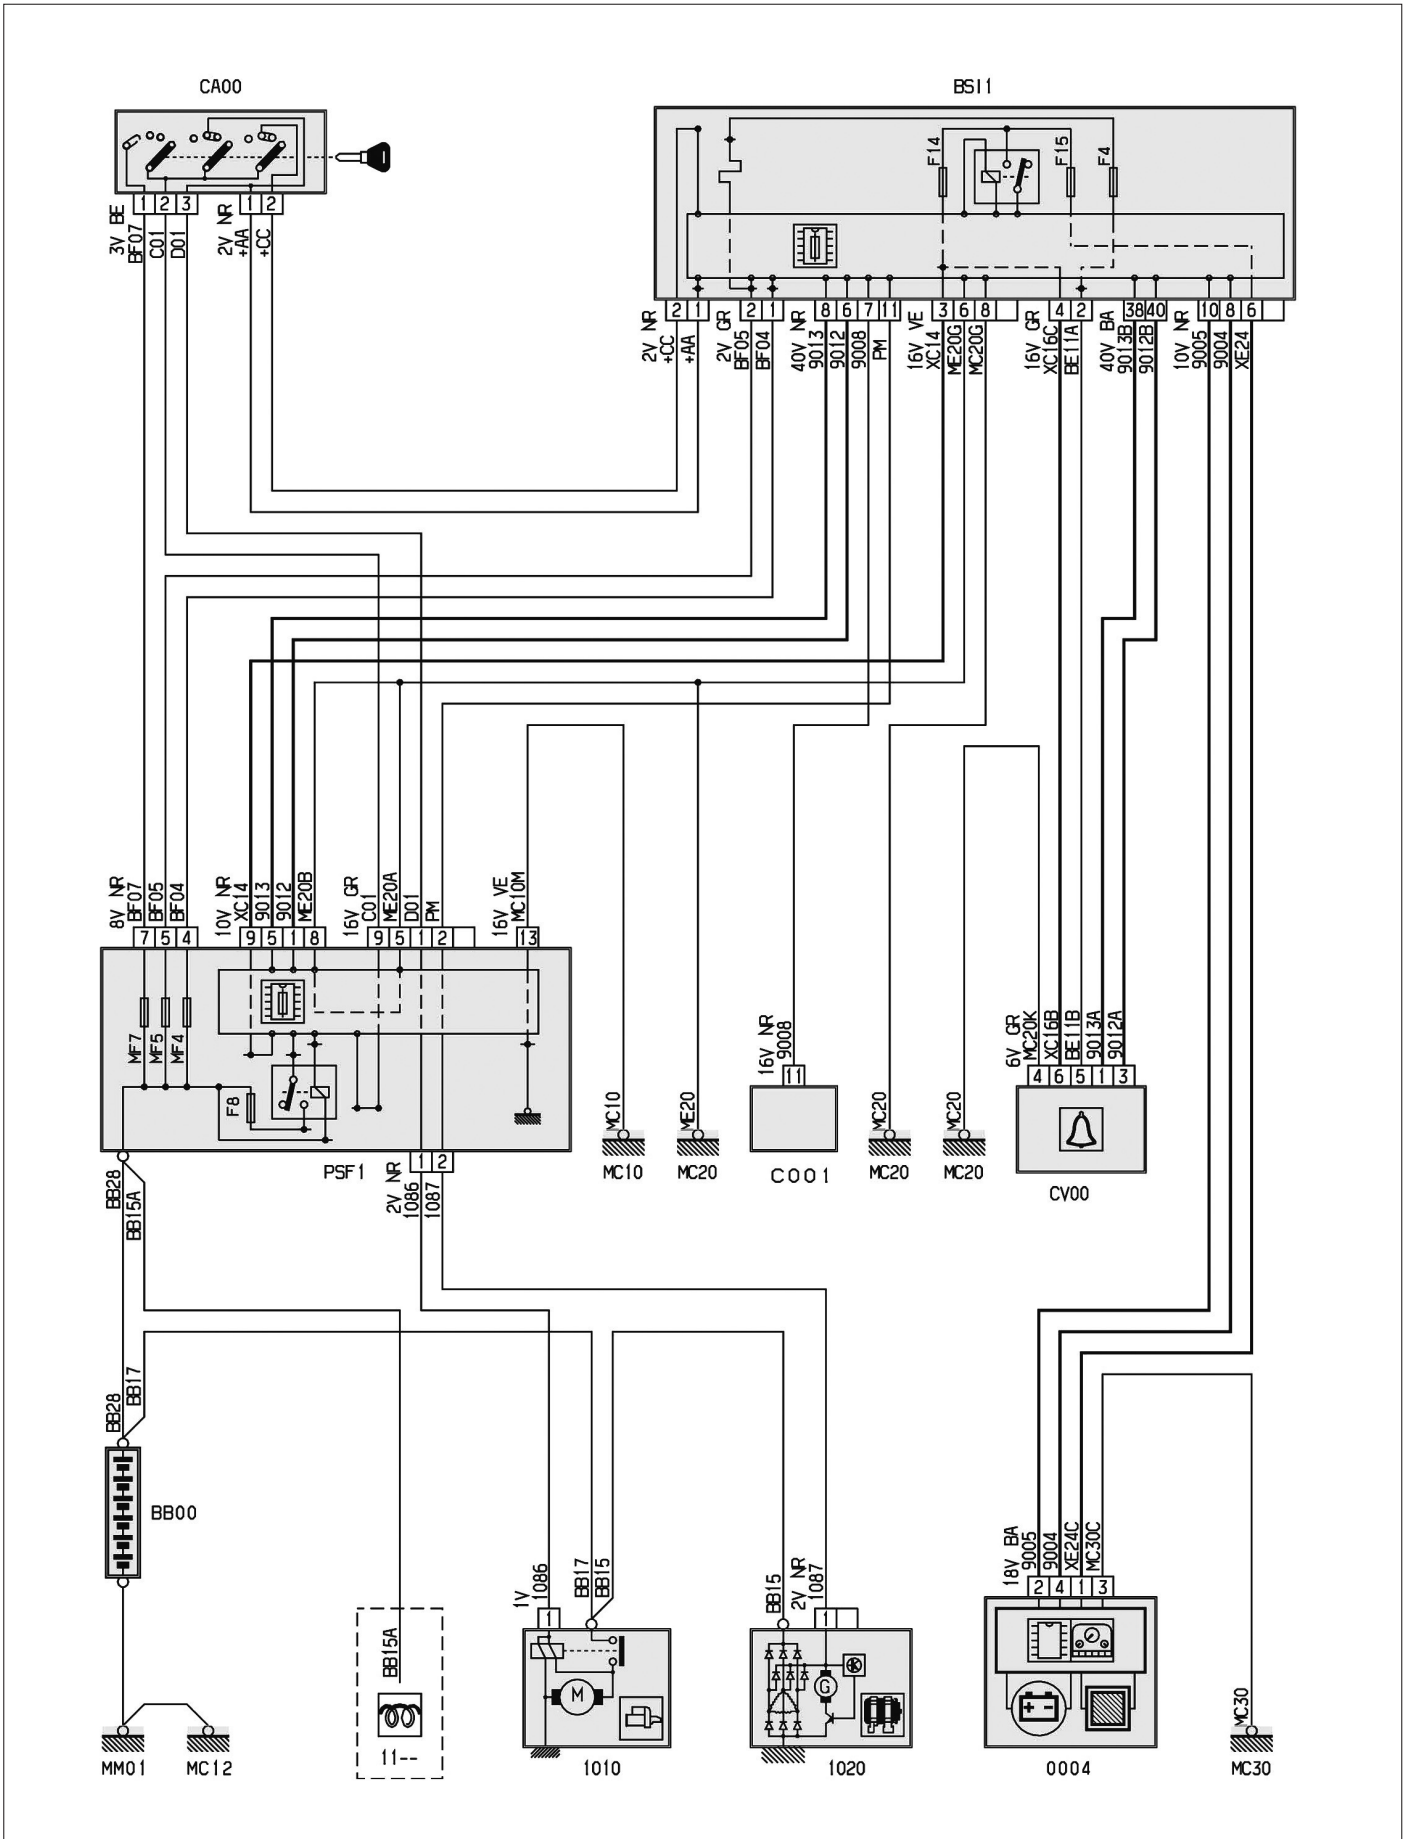 CA00
BSI1
F14
F15
F4
1 2 3 1 2
3V BE
BF07
C01
D01
2V NR
+AA
+CC
2 1 2 1 8 6 7 11 3 6 8 4 2 38 40 10 8 6
2V NR
+CC
+AA
2V GR
BF05
BF04
40V NR
9013
9012
9008
PM
16V VE
XC14
ME20G
MC20G
16V GR
XC16C
BE11A
40V BA
9013B
9012B
10V NR
9005
9004
XE24
8V NR
BF07
BF05
BF04
10V NR
XC14
9013
9012
ME20B
16V GR
C01
ME20A
D01
PM
16V VE
MC10M
7 5 4 9 5 1 8 9 5 1 2 13
MF7
MF5
MF4
F8
16V NR
9008
11
6V GR
MC20K
XC16B
BE11B
9013A
9012A
4 6 5 1 3
MC10
ME20
MC20
MC20
PSF1
1 2
MC10
MC20
C001
MC20
MC20
CV00
BB28
BB15A
2V NR
1086
1087
BB28
BB17
BB00
1V
1086
BB17
BB15
BB15
2V NR
1087
18V BA
9005
9004
XE24C
MC30C
1
1
2 4 1 3
BB15A
M
G
+ -
MC30
11--
MM01
MC12
1010
1020
0004
MC30